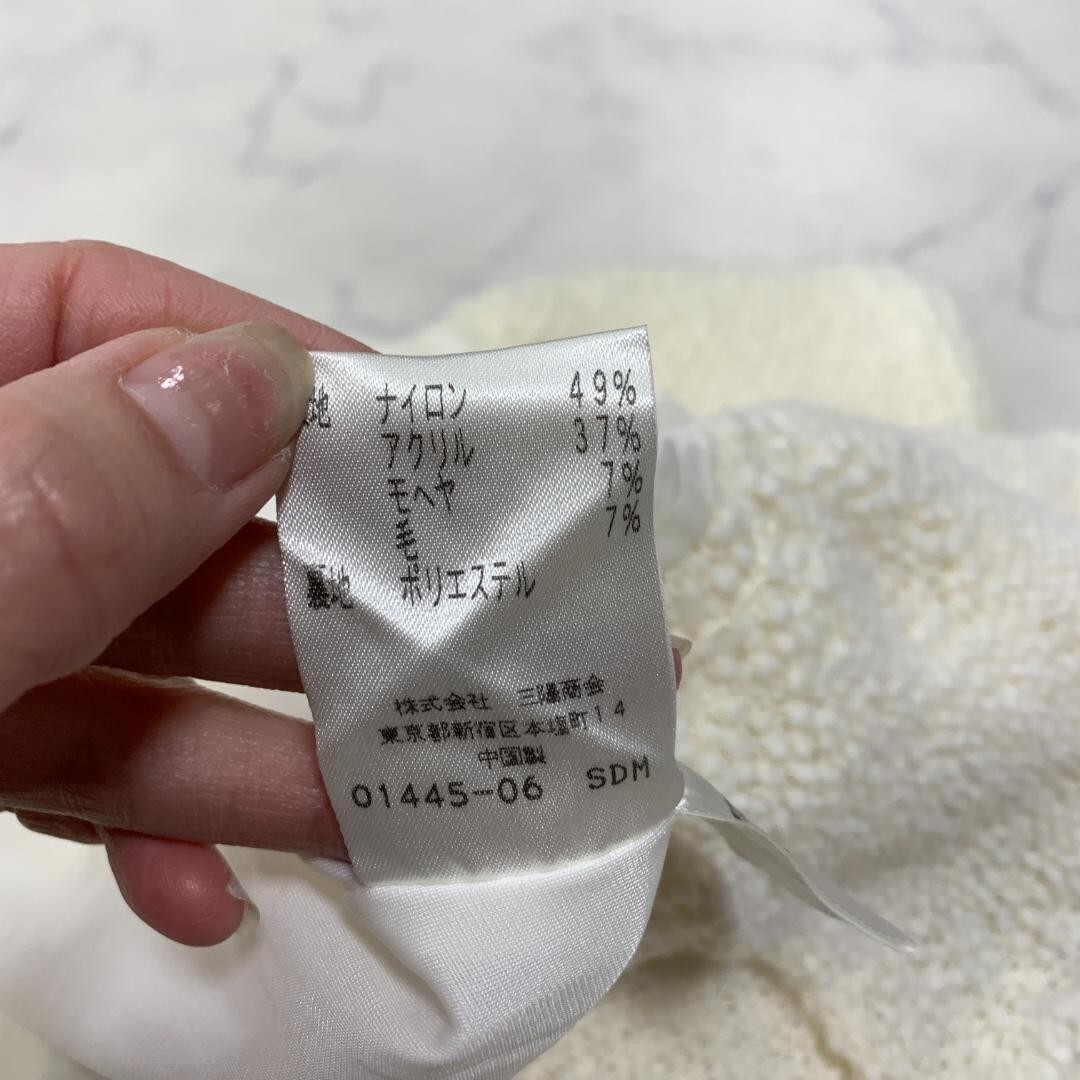 地 ナイロン 49%
アクリル 37%
モヘヤ 7%
毛 7%
裏地 ポリエステル
株式会社 三陽商会
東京都新宿区本塩町14
中国製
01445-06 SDM